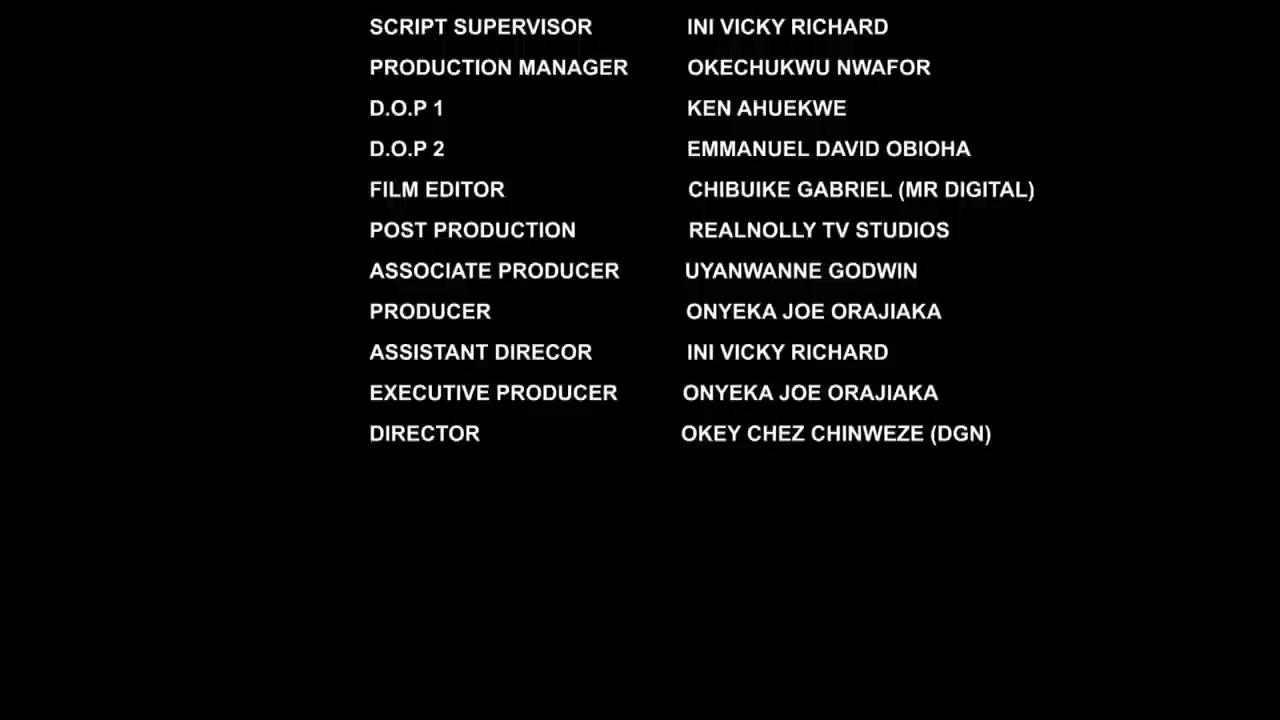 SCRIPT SUPERVISOR INI VICKY RICHARD
PRODUCTION MANAGER OKECHUKWU NWAFOR
D.O.P 1 KEN AHUEKWE
D.O.P 2 EMMANUEL DAVID OBIOHA
FILM EDITOR CHIBUIKE GABRIEL (MR DIGITAL)
POST PRODUCTION REALNOLLY TV STUDIOS
ASSOCIATE PRODUCER UYANWANNE GODWIN
PRODUCER ONYEKA JOE ORAJIAKA
ASSISTANT DIRECOR INI VICKY RICHARD
EXECUTIVE PRODUCER ONYEKA JOE ORAJIAKA
DIRECTOR OKEY CHEZ CHINWEZE (DGN)